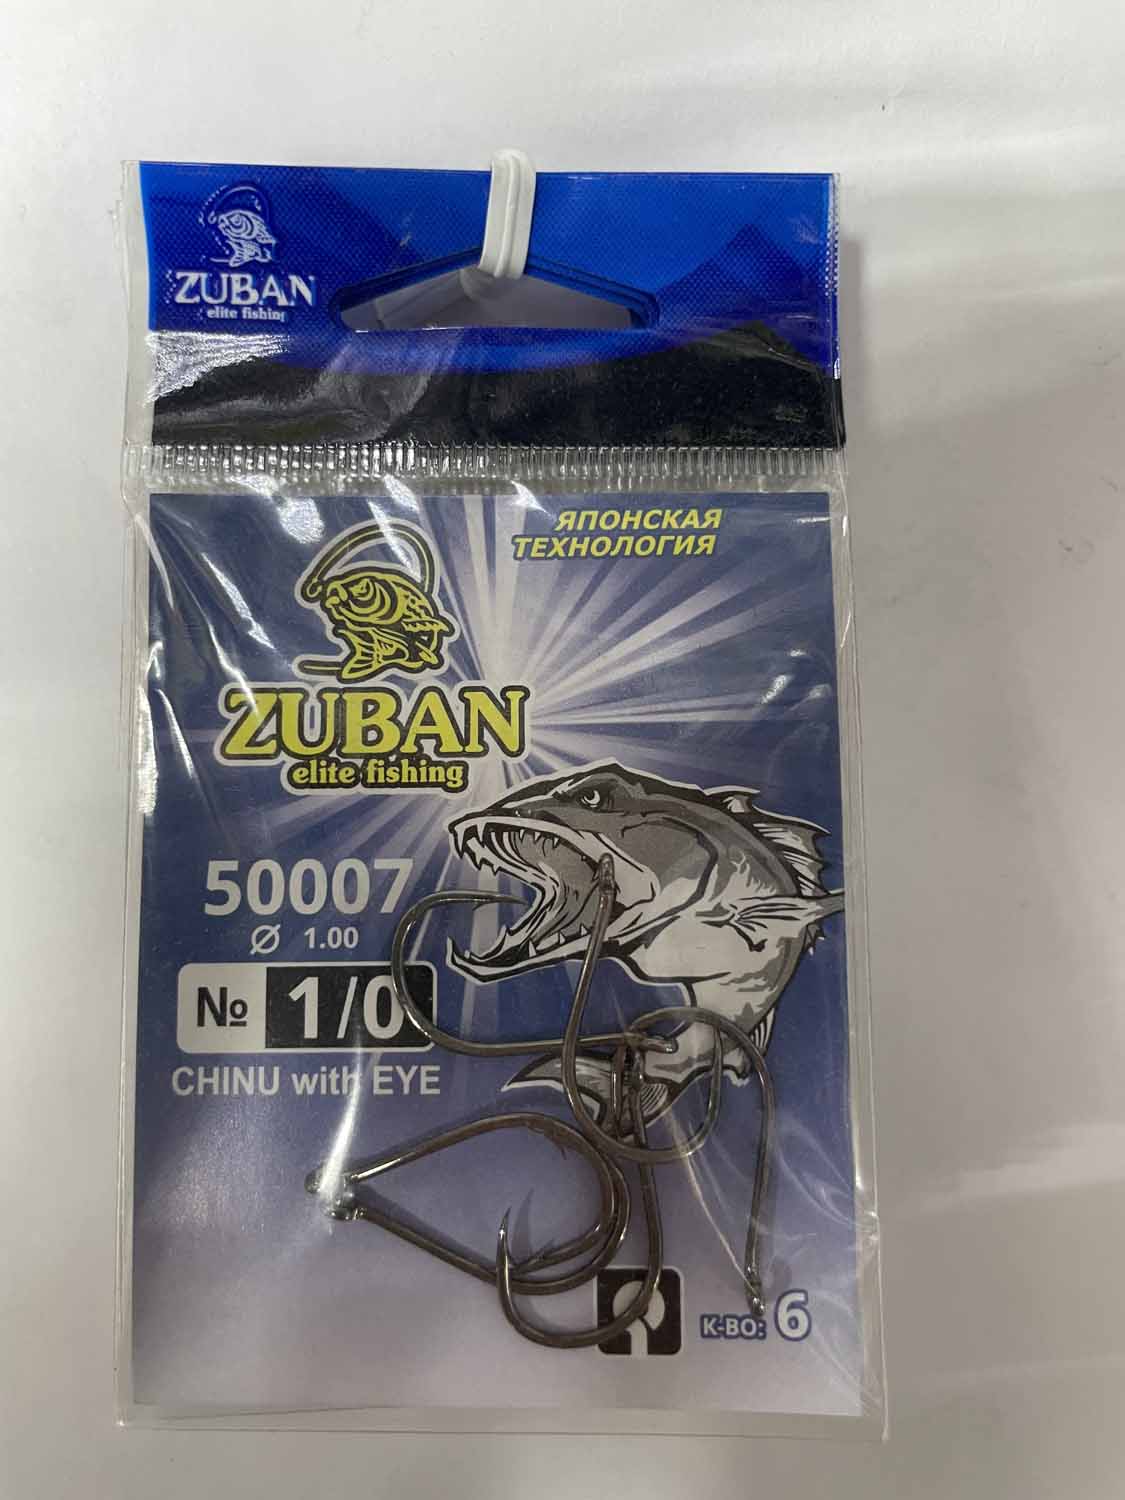 ZUBAN
elite fishing
ЯПОНСКАЯ
ТЕХНОЛОГИЯ
ZUBAN
elite fishing
50007
Ø 1.00
№ 1/0
CHINU with EYE
К-ВО: 6